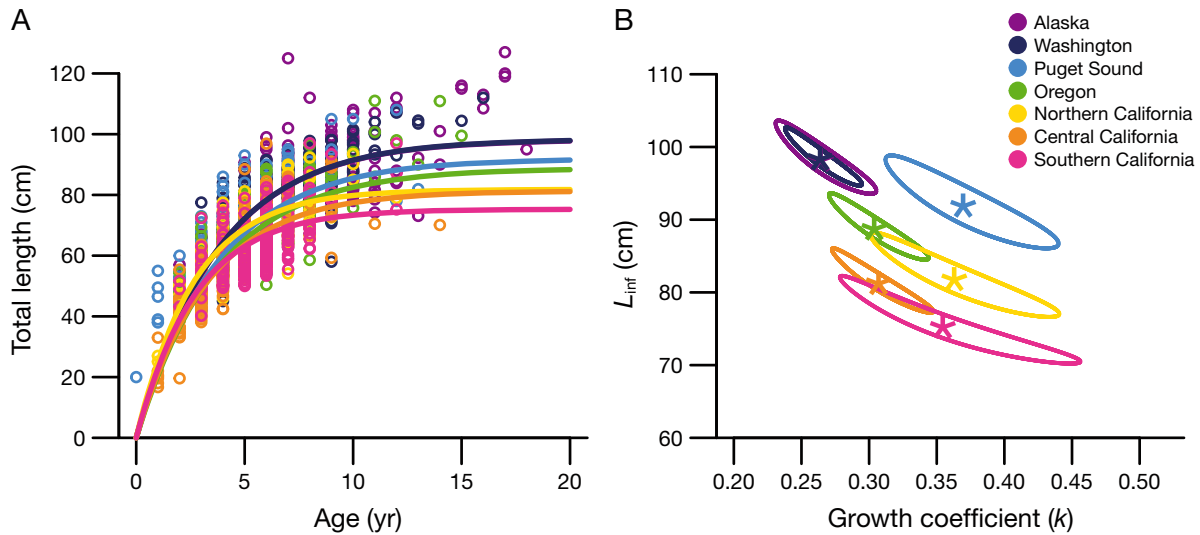 A
Total length (cm)
120
100
80
60
40
20
0
0 5 10 15 20
Age (yr)
B
Alaska
Washington
Puget Sound
Oregon
Northern California
Central California
Southern California
Linf (cm)
110
100
90
80
70
60
0.20 0.25 0.30 0.35 0.40 0.45 0.50
Growth coefficient (k)